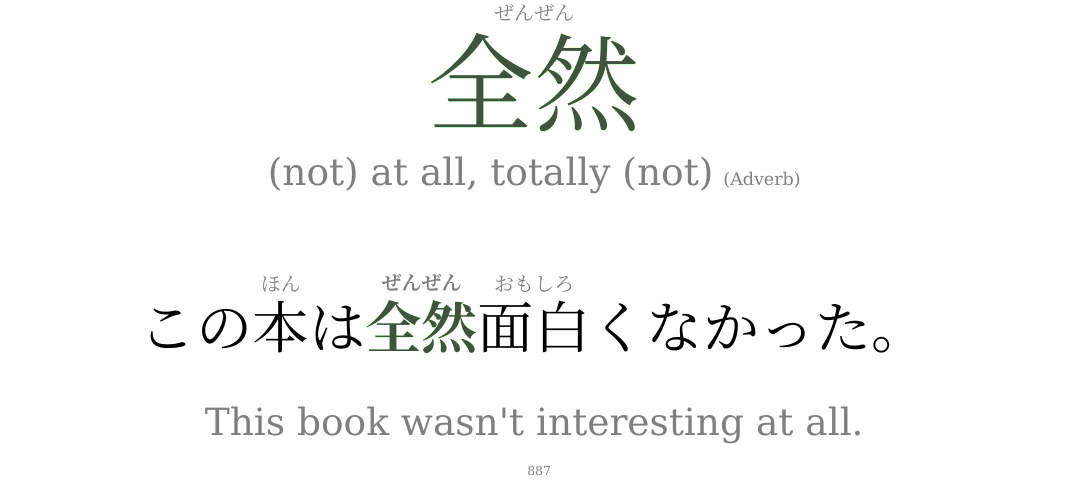 ぜんぜん
全然
(not) at all, totally (not) (Adverb)
ほん ぜんぜん おもしろ
この本は全然面白くなかった。
This book wasn't interesting at all.
887